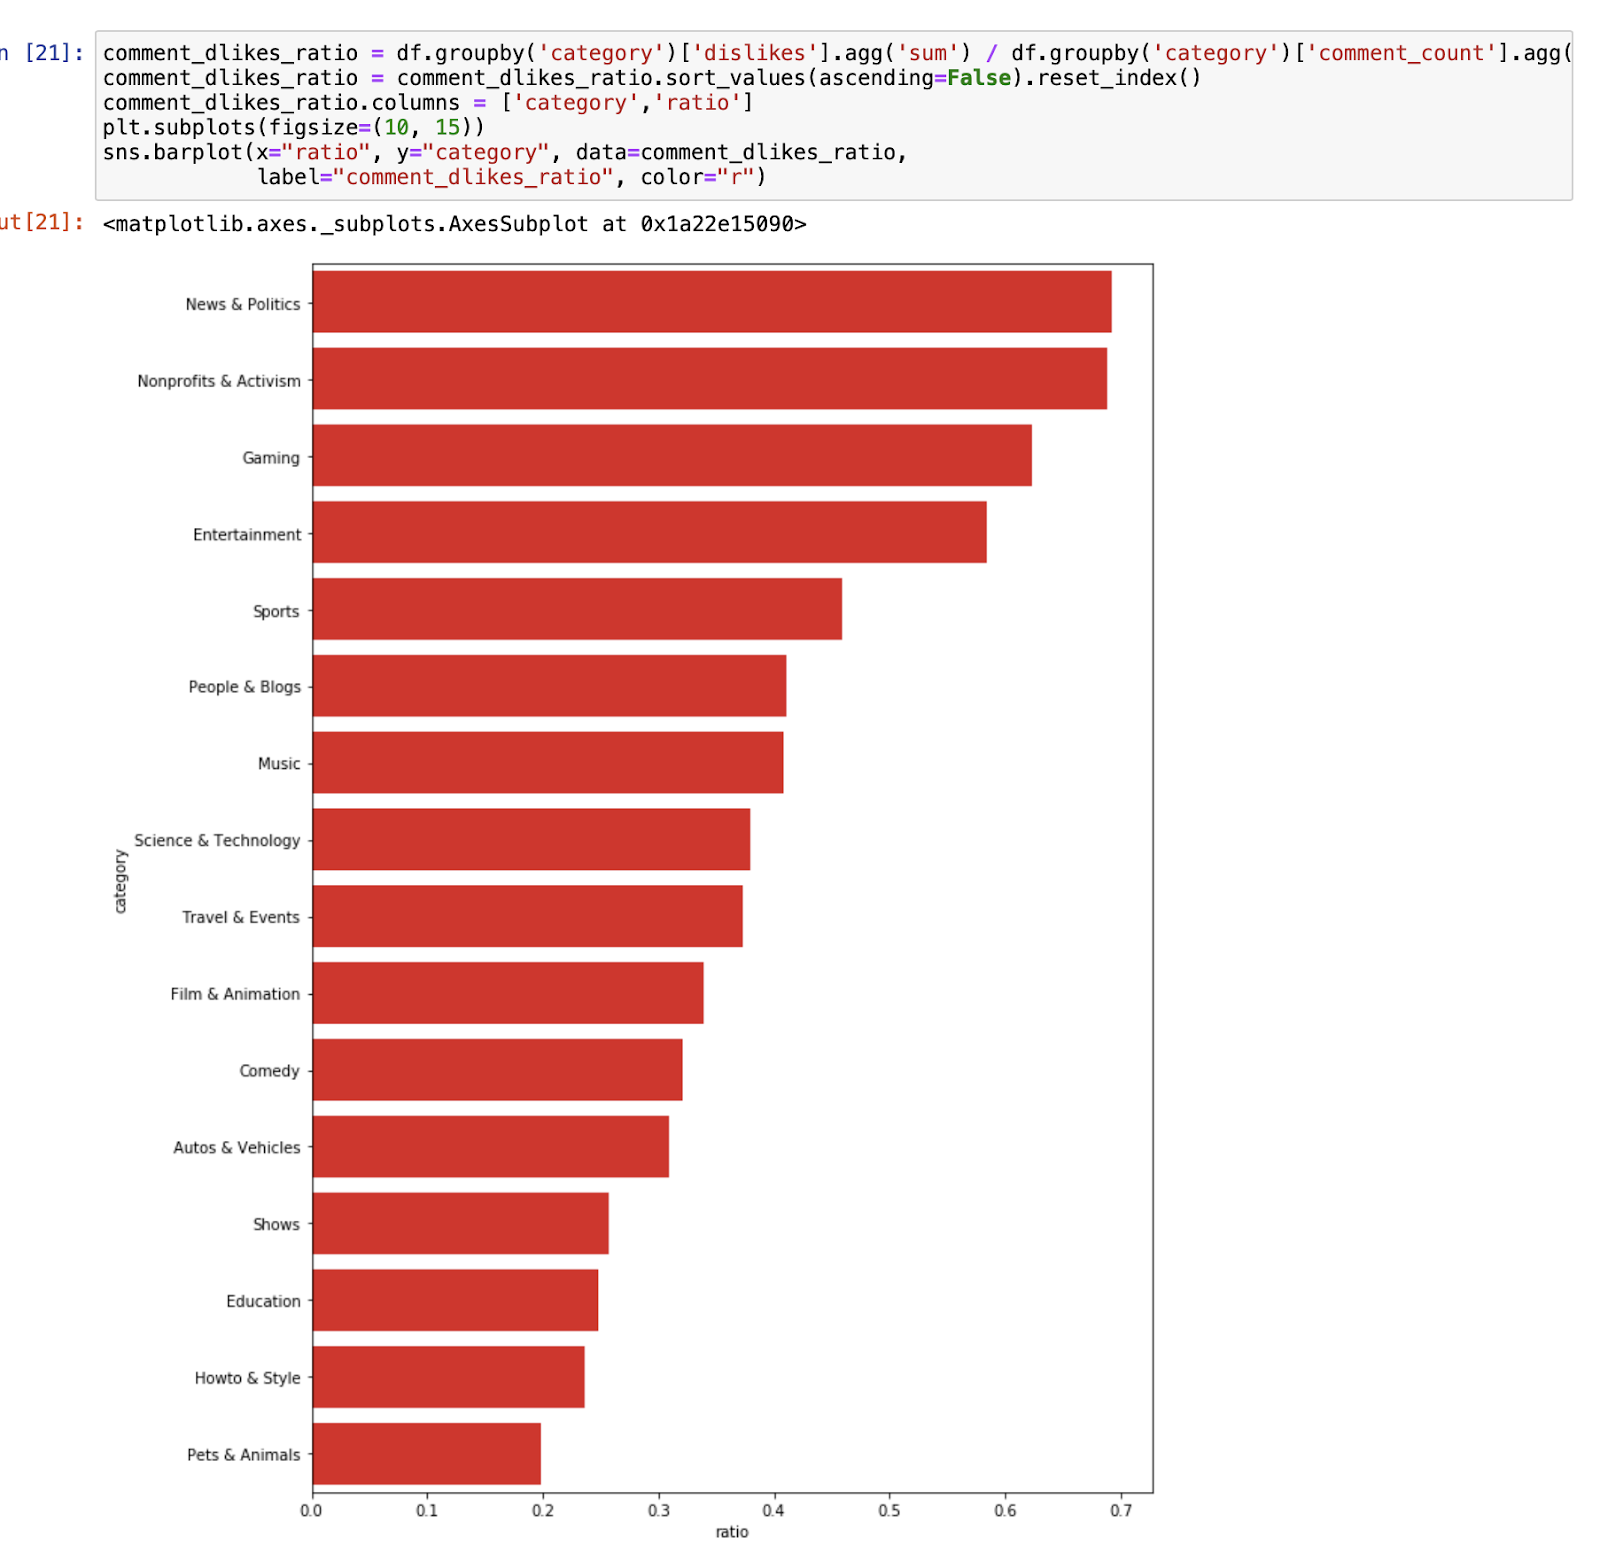 n [21]:
comment_dlikes_ratio = df.groupby('category')['dislikes'].agg('sum') / df.groupby('category')['comment_count'].agg(
comment_dlikes_ratio = comment_dlikes_ratio.sort_values(ascending=False).reset_index()
comment_dlikes_ratio.columns = ['category','ratio']
plt.subplots(figsize=(10, 15))
sns.barplot(x="ratio", y="category", data=comment_dlikes_ratio,
            label="comment_dlikes_ratio", color="r")
ut[21]: <matplotlib.axes._subplots.AxesSubplot at 0x1a22e15090>
News & Politics
Nonprofits & Activism
Gaming
Entertainment
Sports
People & Blogs
Music
Science & Technology
category
Travel & Events
Film & Animation
Comedy
Autos & Vehicles
Shows
Education
Howto & Style
Pets & Animals
0.0 0.1 0.2 0.3 0.4 0.5 0.6 0.7
ratio